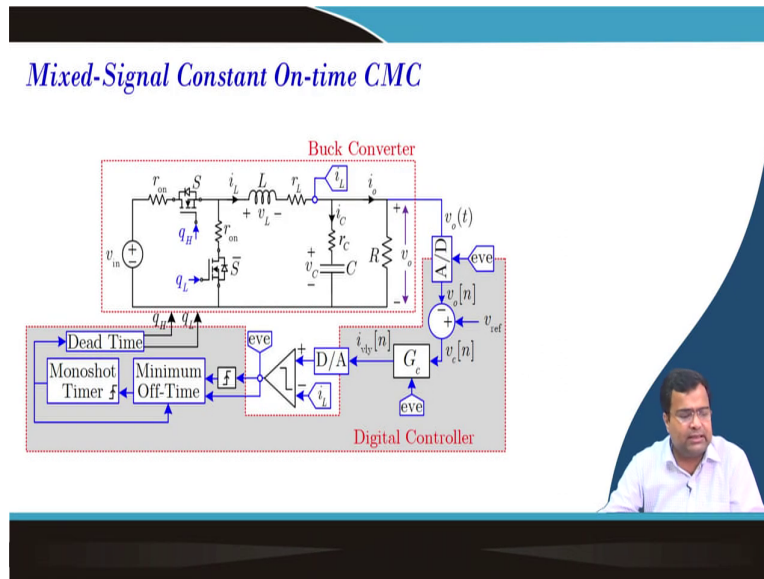 Mixed-Signal Constant On-time CMC
Buck Converter
r_on S i_L L r_L i_L i_o
+ v_L −
q_H r_on i_C
v_in + − q_L S̅ + v_C − r_C C R + v_o −
v_o(t)
A/D eve
v_o[n]
− + v_ref
v_c[n]
q_H q_L
Dead Time eve i_vly[n]
Monoshot Timer
Minimum Off-Time
+ − D/A G_c
i_L eve
Digital Controller